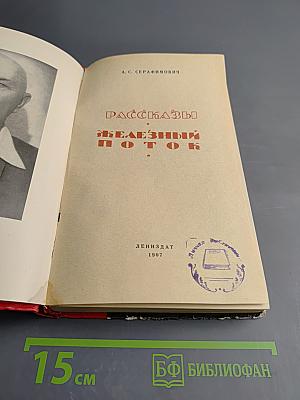 А. С. СЕРАФИМОВИЧ
РАССКАЗЫ
ЖЕЛЕЗНЫЙ
ПОТОК
ЛЕНИЗДАТ
1967
15 см
БФ БИБЛИОФАН